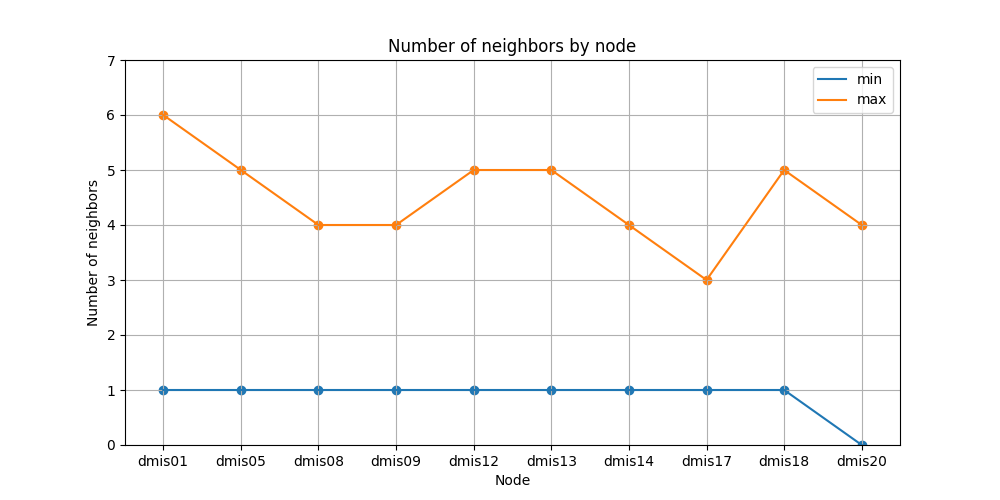 Number of neighbors by node
min
max
Number of neighbors
7
6
5
4
3
2
1
0
dmis01 dmis05 dmis08 dmis09 dmis12 dmis13 dmis14 dmis17 dmis18 dmis20
Node